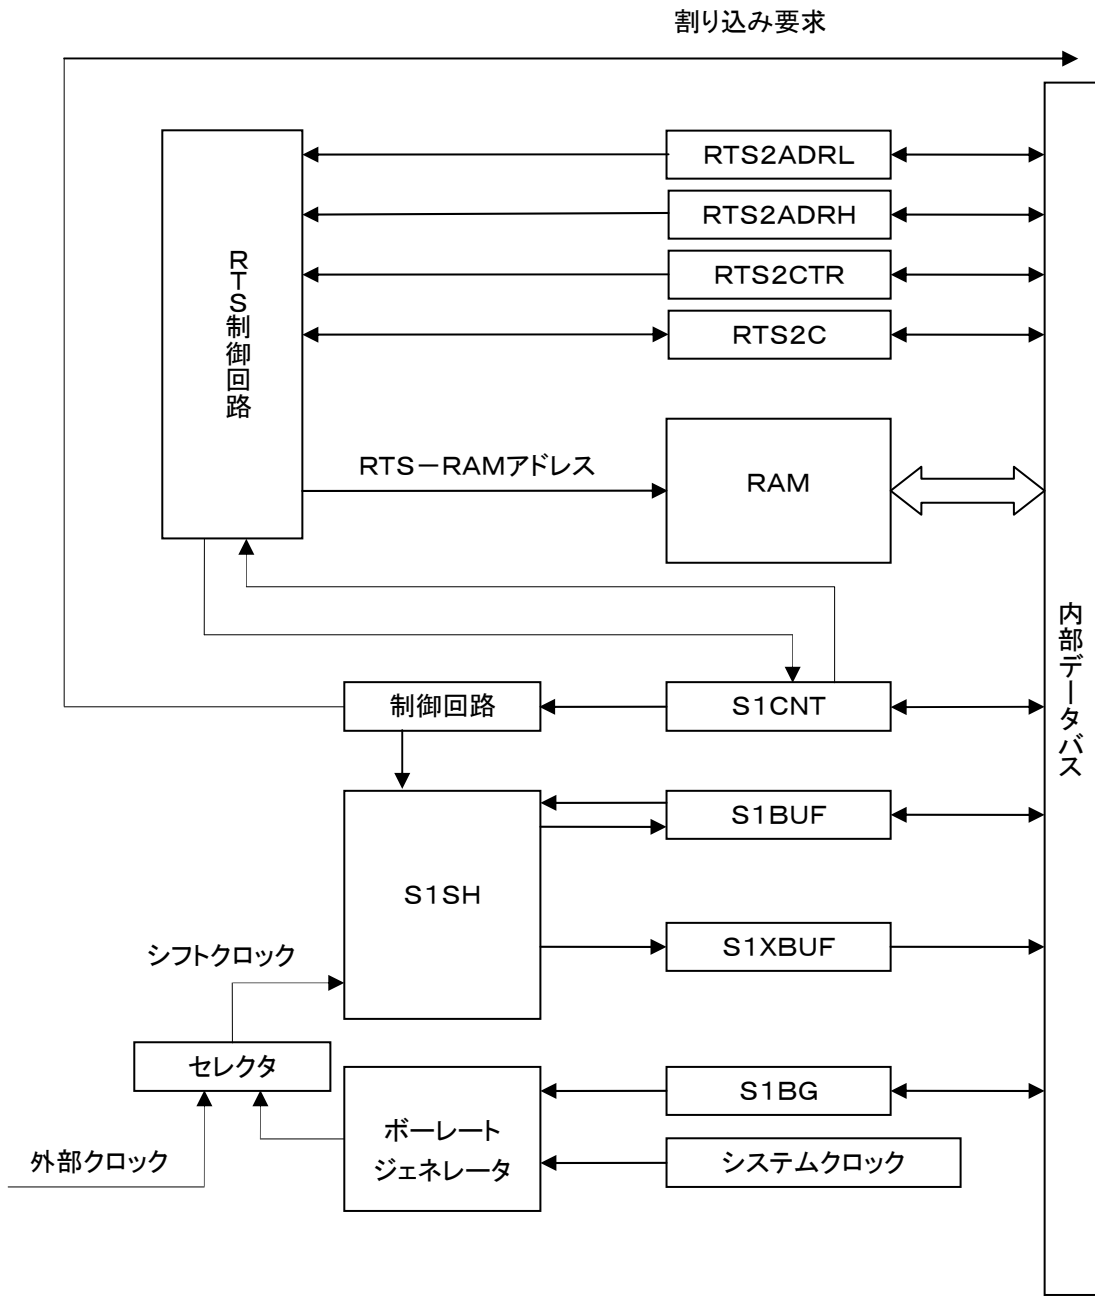 割り込み要求
RTS2ADRL
RTS2ADRH
RTS2CTR
RTS2C
RTS制御回路
RTS-RAMアドレス
RAM
内部データバス
制御回路
S1CNT
S1BUF
S1SH
S1XBUF
シフトクロック
セレクタ
S1BG
ボーレート
ジェネレータ
システムクロック
外部クロック